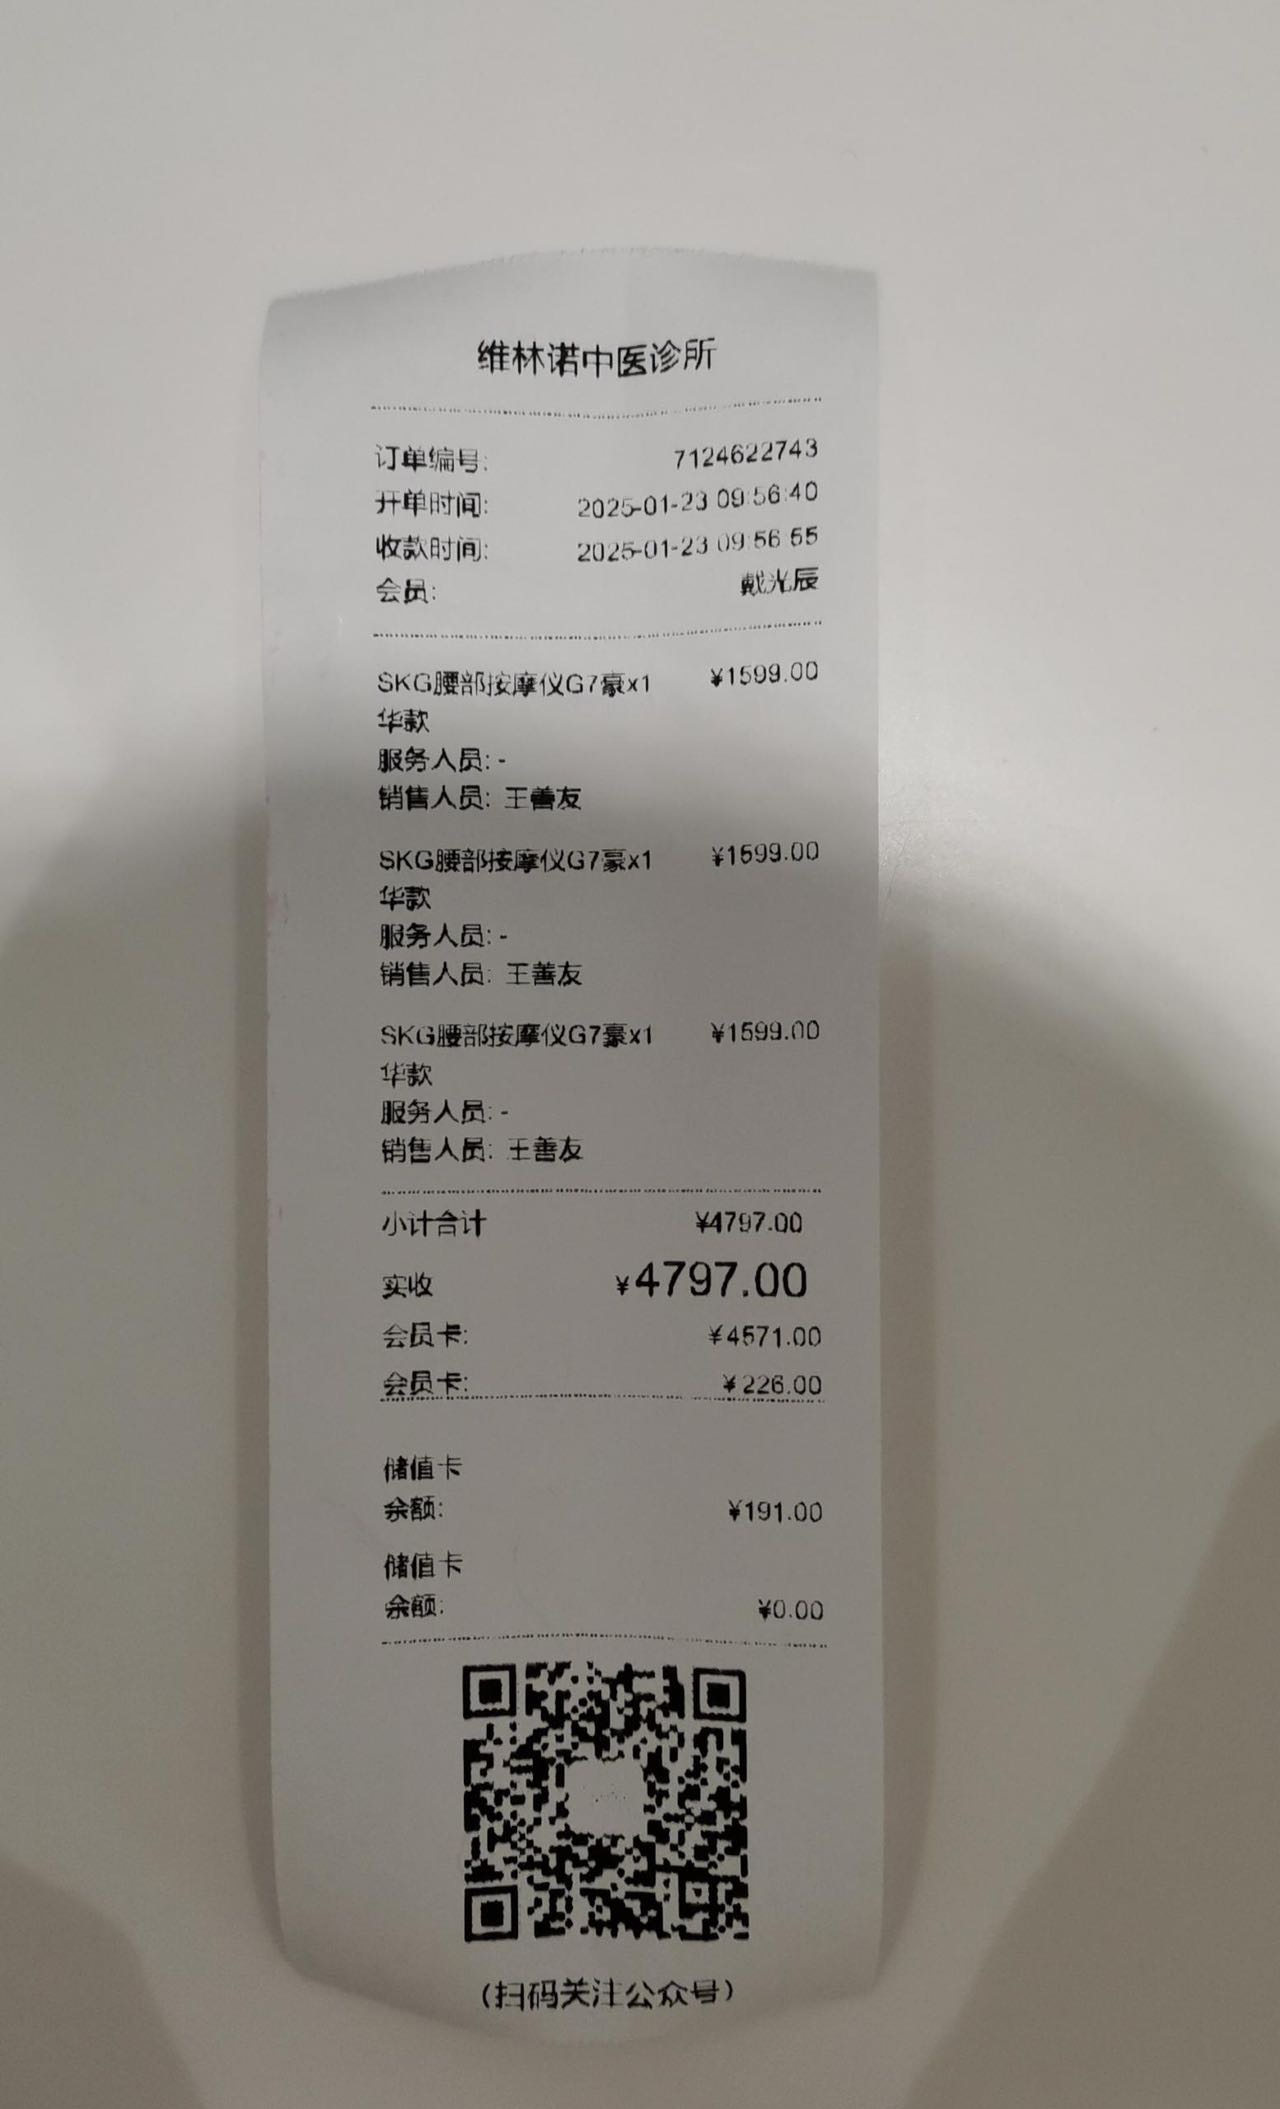 维林诺中医诊所
订单编号: 7124622743
开单时间: 2025-01-23 09:56:40
收款时间: 2025-01-23 09:56:55
会员: 戴光辰
SKG腰部按摩仪G7豪x1 ¥1599.00
华款
服务人员: -
销售人员: 王善友
SKG腰部按摩仪G7豪x1 ¥1599.00
华款
服务人员: -
销售人员: 王善友
SKG腰部按摩仪G7豪x1 ¥1599.00
华款
服务人员: -
销售人员: 王善友
小计合计 ¥4797.00
实收 ¥4797.00
会员卡: ¥4571.00
会员卡: ¥226.00
储值卡
余额: ¥191.00
储值卡
余额: ¥0.00
(扫码关注公众号)